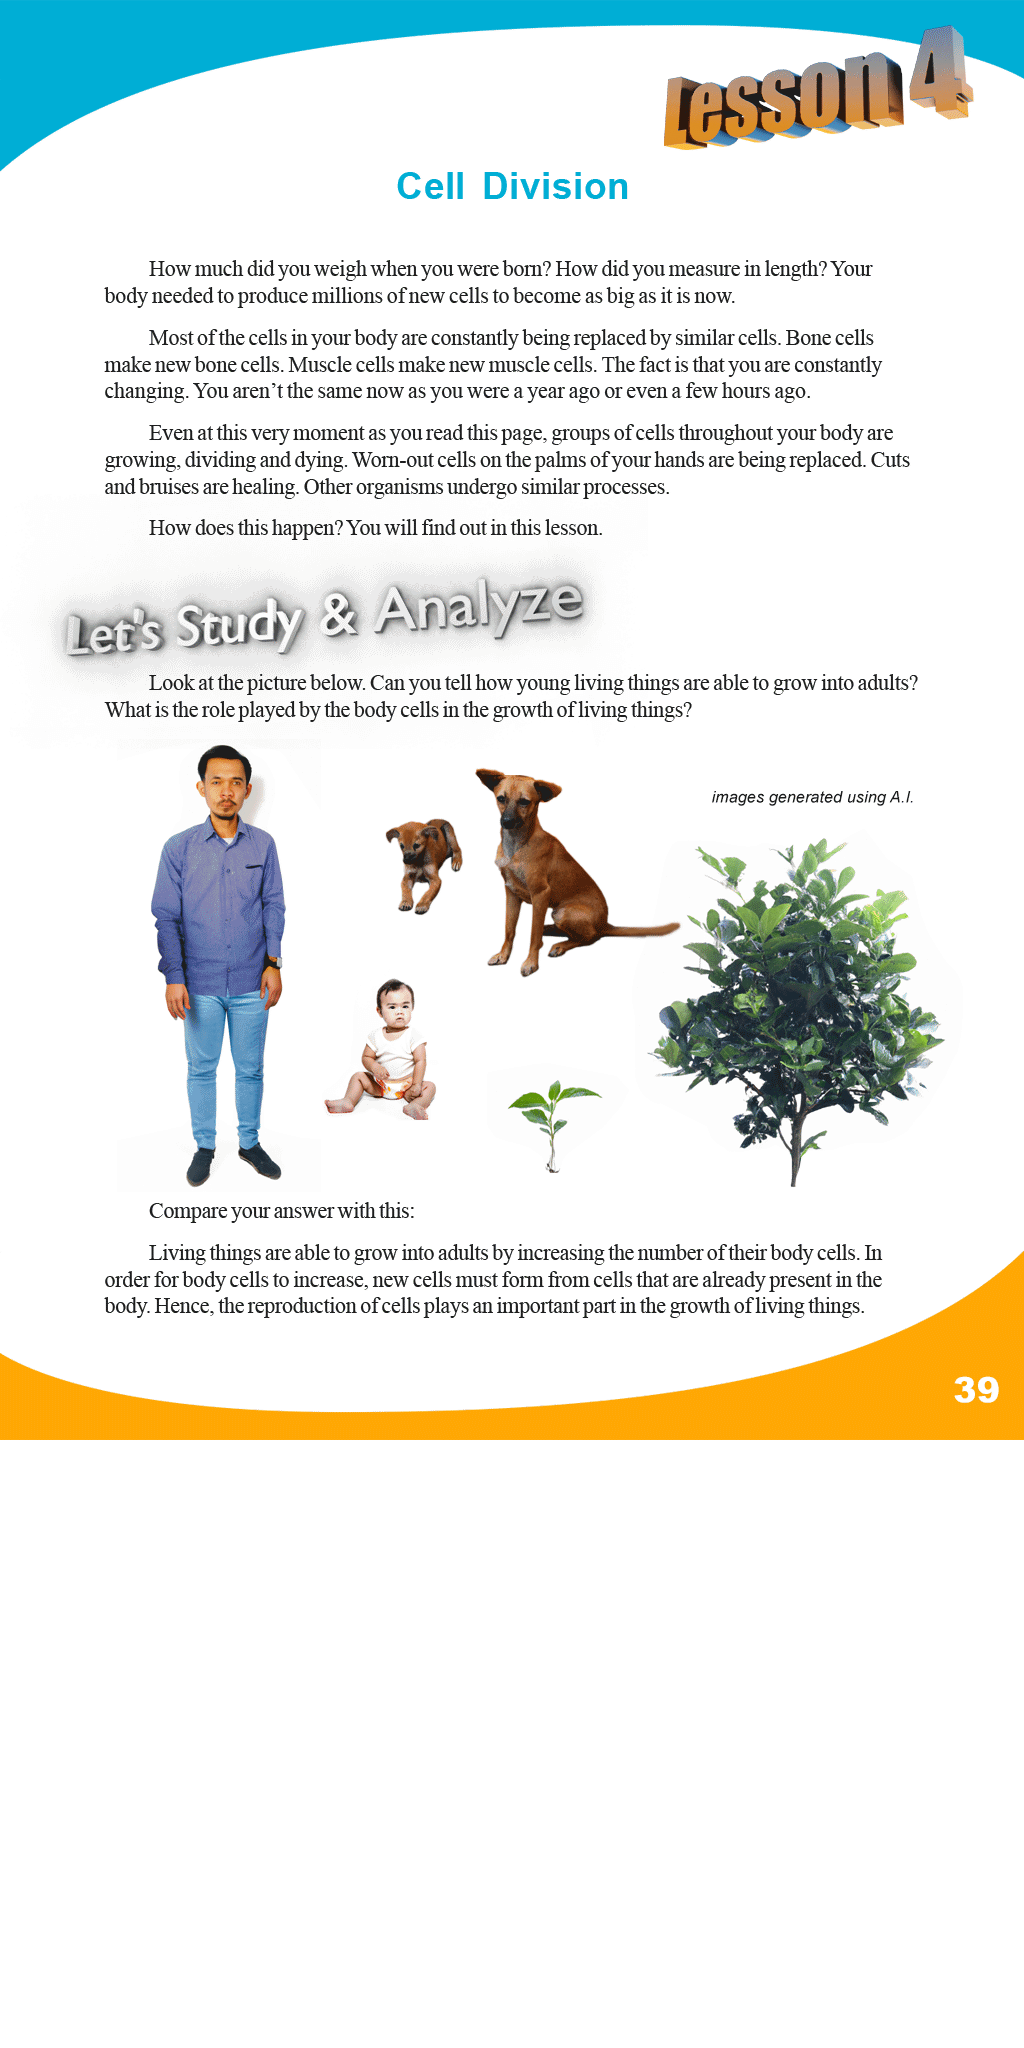 Lesson 4
Cell Division
How much did you weigh when you were born? How did you measure in length? Your
body needed to produce millions of new cells to become as big as it is now.
Most of the cells in your body are constantly being replaced by similar cells. Bone cells
make new bone cells. Muscle cells make new muscle cells. The fact is that you are constantly
changing. You aren’t the same now as you were a year ago or even a few hours ago.
Even at this very moment as you read this page, groups of cells throughout your body are
growing, dividing and dying. Worn-out cells on the palms of your hands are being replaced. Cuts
and bruises are healing. Other organisms undergo similar processes.
How does this happen? You will find out in this lesson.
Let's Study & Analyze
Look at the picture below. Can you tell how young living things are able to grow into adults?
What is the role played by the body cells in the growth of living things?
images generated using A.I.
Compare your answer with this:
Living things are able to grow into adults by increasing the number of their body cells. In
order for body cells to increase, new cells must form from cells that are already present in the
body. Hence, the reproduction of cells plays an important part in the growth of living things.
39